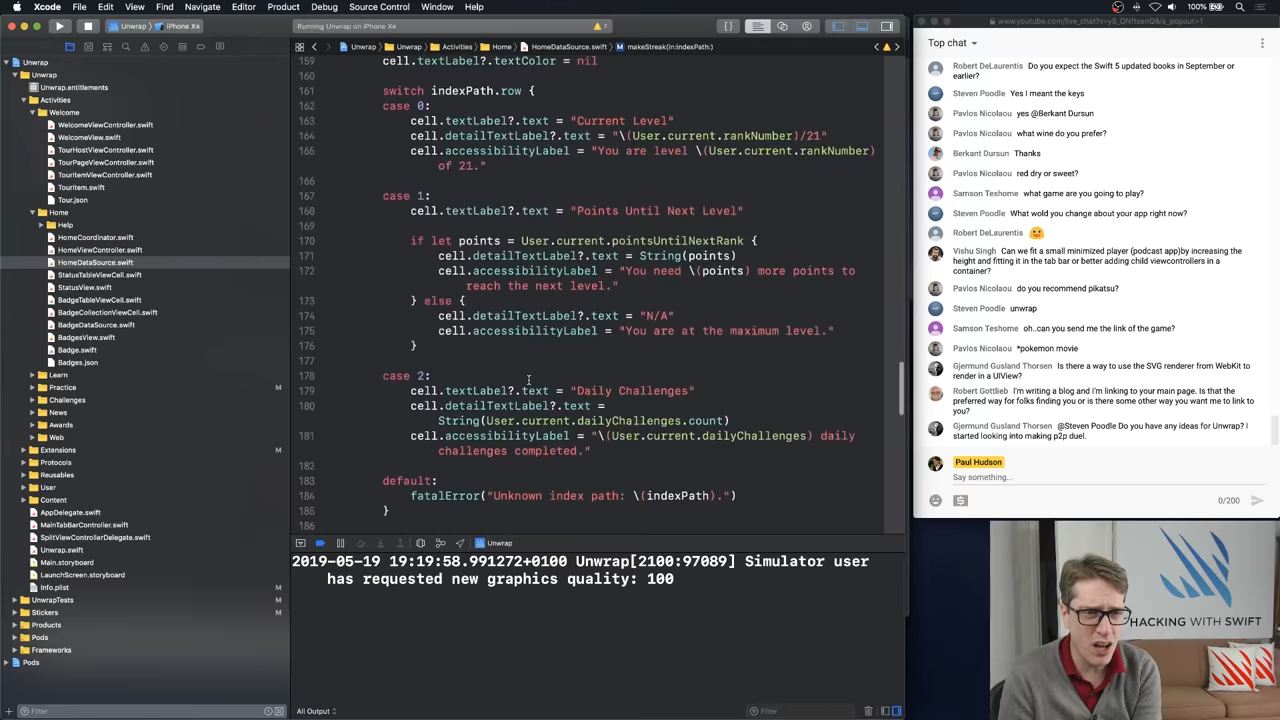 Xcode File Edit View Find Navigate Editor Product Debug Source Control Window Help 100%
Unwrap iPhone Xʀ
Running Unwrap on iPhone Xʀ
7
Unwrap Unwrap Activities Home HomeDataSource.swift M makeStreak(in:indexPath:)
Unwrap
Unwrap
Unwrap.entitlements
Activities
Welcome
WelcomeViewController.swift
WelcomeView.swift
TourHostViewController.swift
TourPageViewController.swift
TourItemViewController.swift
TourItem.swift
Tour.json
Home
Help
HomeCoordinator.swift
HomeViewController.swift
HomeDataSource.swift
StatusTableViewCell.swift
StatusView.swift
BadgeTableViewCell.swift
BadgeCollectionViewCell.swift
BadgeDataSource.swift
BadgesView.swift
Badge.swift
Badges.json
Learn
Practice M
Challenges
News
Awards
Web
Extensions M
Protocols
Reusables
User
Content
AppDelegate.swift
MainTabBarController.swift
SplitViewControllerDelegate.swift
Unwrap.swift
Main.storyboard
LaunchScreen.storyboard
Info.plist M
UnwrapTests M
Stickers M
Products
Pods
Frameworks
Pods
Filter
159 cell.textLabel?.textColor = nil
160
161 switch indexPath.row {
162 case 0:
163 cell.textLabel?.text = "Current Level"
164 cell.detailTextLabel?.text = "\(User.current.rankNumber)/21"
165 cell.accessibilityLabel = "You are level \(User.current.rankNumber)
of 21."
166
167 case 1:
168 cell.textLabel?.text = "Points Until Next Level"
169
170 if let points = User.current.pointsUntilNextRank {
171 cell.detailTextLabel?.text = String(points)
172 cell.accessibilityLabel = "You need \(points) more points to
reach the next level."
173 } else {
174 cell.detailTextLabel?.text = "N/A"
175 cell.accessibilityLabel = "You are at the maximum level."
176 }
177
178 case 2:
179 cell.textLabel?.text = "Daily Challenges"
180 cell.detailTextLabel?.text =
String(User.current.dailyChallenges.count)
181 cell.accessibilityLabel = "\(User.current.dailyChallenges) daily
challenges completed."
182
183 default:
184 fatalError("Unknown index path: \(indexPath).")
185 }
186
Unwrap
2019-05-19 19:19:58.991272+0100 Unwrap[2100:97089] Simulator user
has requested new graphics quality: 100
All Output
Filter
https://www.youtube.com/live_chat?v=yS_QNftaenQ&is_popout=1
Top chat
Robert DeLaurentis Do you expect the Swift 5 updated books in September or
earlier?
Steven Poodle Yes I meant the keys
Pavlos Nicolaou yes @Berkant Dursun
Pavlos Nicolaou what wine do you prefer?
Berkant Dursun Thanks
Pavlos Nicolaou red dry or sweet?
Samson Teshome what game are you going to play?
Steven Poodle What wold you change about your app right now?
Robert DeLaurentis
Vishu Singh Can we fit a small minimized player (podcast app)by increasing the
height and fitting it in the tab bar or better adding child viewcontrollers in a
container?
Pavlos Nicolaou do you recommend pikatsu?
Steven Poodle unwrap
Samson Teshome oh..can you send me the link of the game?
Pavlos Nicolaou *pokemon movie
Gjermund Gusland Thorsen Is there a way to use the SVG renderer from WebKit to
render in a UIView?
Robert Gottlieb I'm writing a blog and I'm linking to your main page. Is that the
preferred way for folks finding you or is there some other way you want me to link to
you?
Gjermund Gusland Thorsen @Steven Poodle Do you have any ideas for Unwrap? I
started looking into making p2p duel.
Paul Hudson
Say something...
0/200
HACKING WITH SWIFT